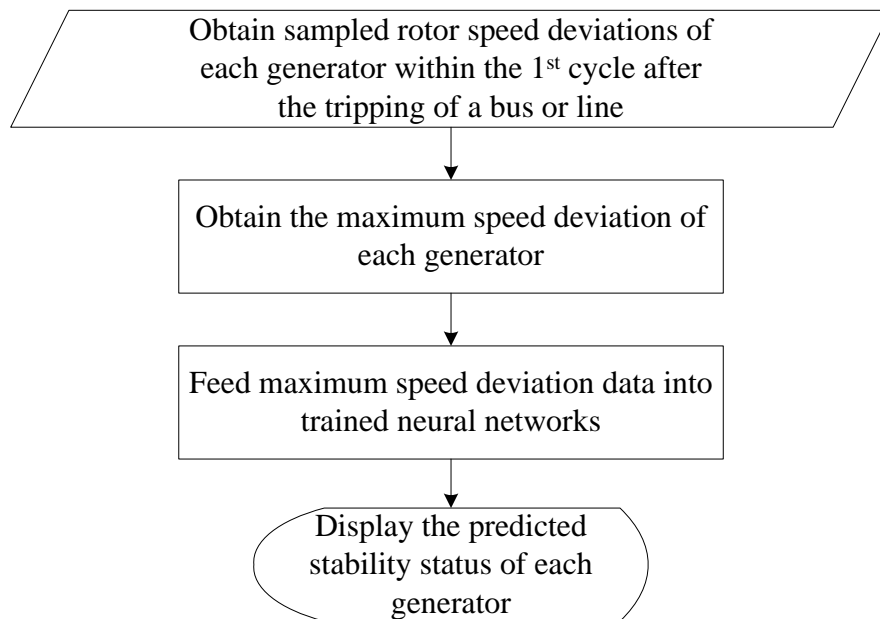 Obtain sampled rotor speed deviations of
each generator within the 1st cycle after
the tripping of a bus or line
Obtain the maximum speed deviation of
each generator
Feed maximum speed deviation data into
trained neural networks
Display the predicted
stability status of each
generator